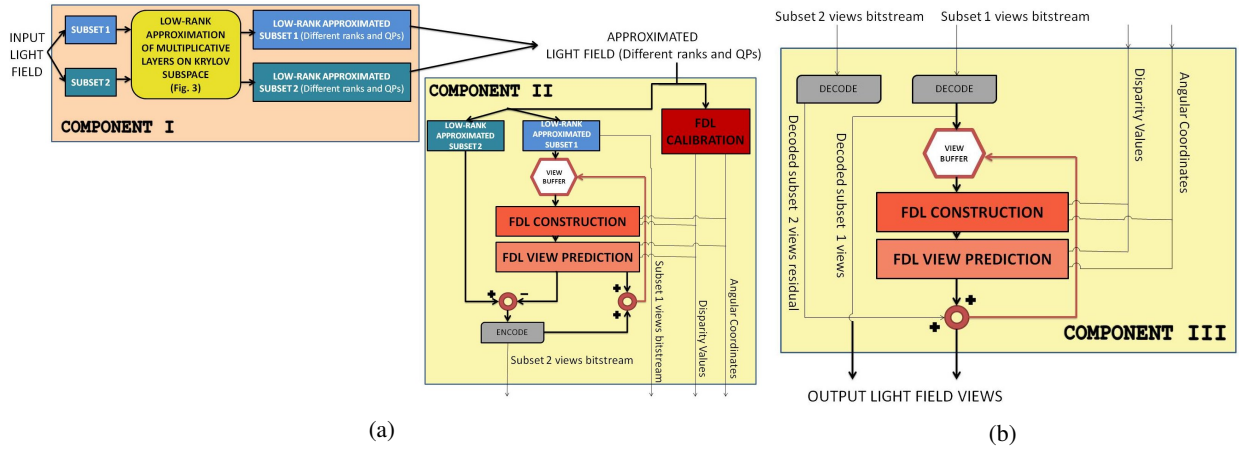 INPUT
LIGHT
FIELD
SUBSET 1
SUBSET 2
LOW-RANK
APPROXIMATION
OF MULTIPLICATIVE
LAYERS ON KRYLOV
SUBSPACE
(Fig. 3)
LOW-RANK APPROXIMATED
SUBSET 1 (Different ranks and QPs)
LOW-RANK APPROXIMATED
SUBSET 2 (Different ranks and QPs)
COMPONENT I
APPROXIMATED
LIGHT FIELD (Different ranks and QPs)
COMPONENT II
LOW-RANK
APPROXIMATED
SUBSET 2
LOW-RANK
APPROXIMATED
SUBSET 1
FDL
CALIBRATION
VIEW
BUFFER
FDL CONSTRUCTION
FDL VIEW PREDICTION
+
−
+
+
ENCODE
Subset 2 views bitstream
Subset 1 views bitstream
Disparity Values
Angular Coordinates
(a)
Subset 2 views bitstream
Subset 1 views bitstream
DECODE
DECODE
Disparity Values
Angular Coordinates
Decoded subset 2 views residual
Decoded subset 1 views
VIEW
BUFFER
FDL CONSTRUCTION
FDL VIEW PREDICTION
+
+
COMPONENT III
OUTPUT LIGHT FIELD VIEWS
(b)